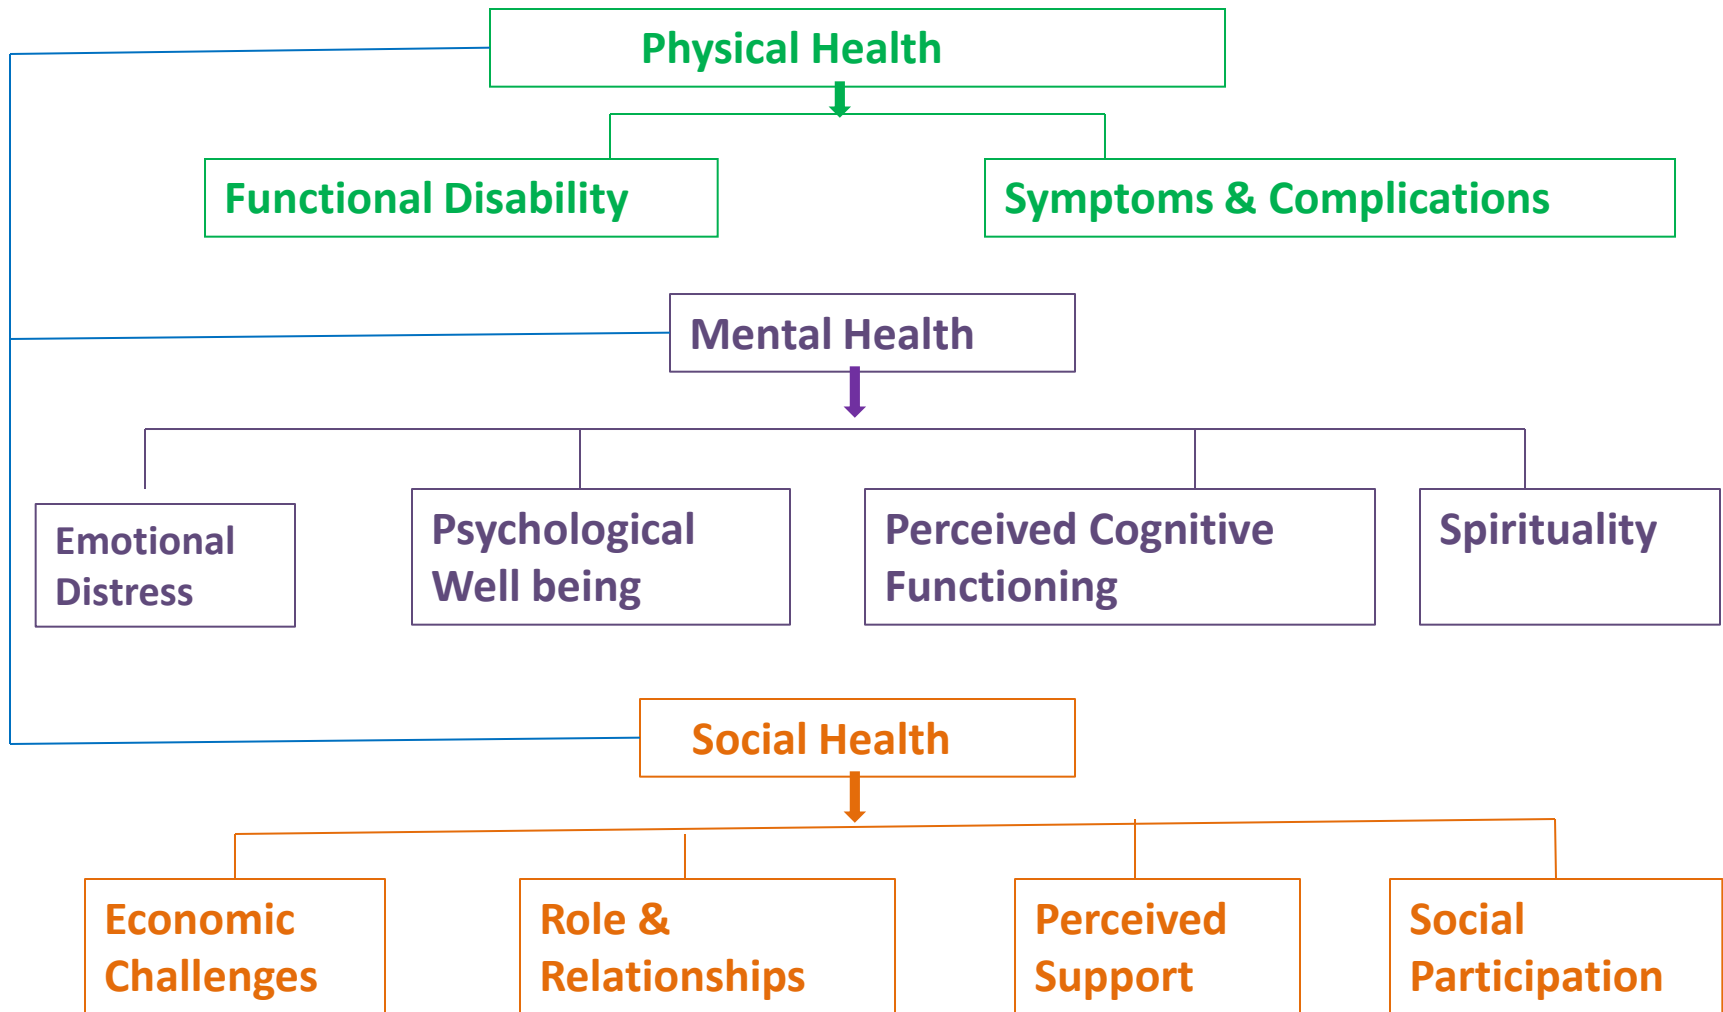 Physical Health
Functional Disability
Symptoms & Complications
Mental Health
Emotional
Distress
Psychological
Well being
Perceived Cognitive
Functioning
Spirituality
Social Health
Economic
Challenges
Role &
Relationships
Perceived
Support
Social
Participation